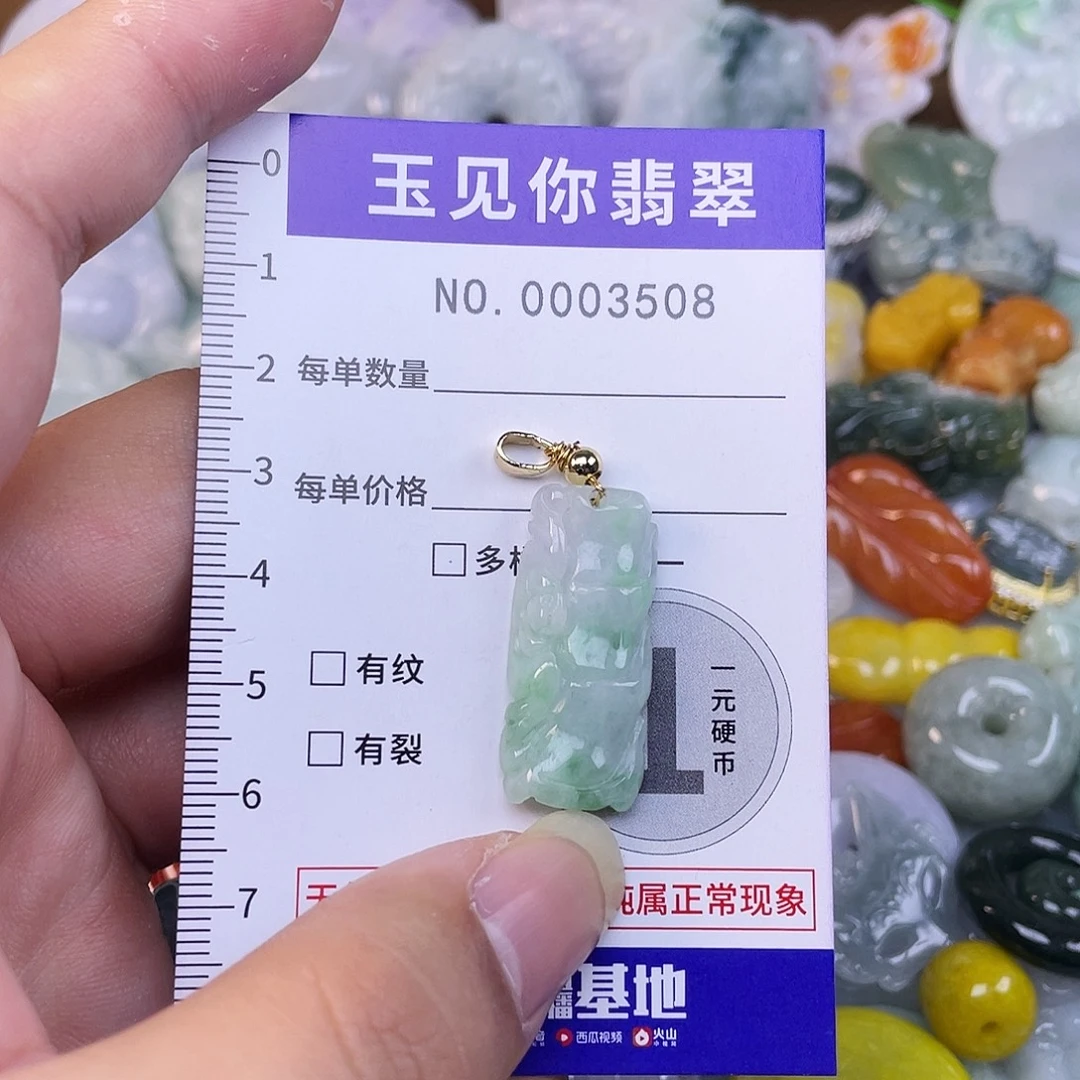 玉见你翡翠
NO. 0003508
0
1
2
3
4
5
6
7
每单数量
每单价格
□ 多
□ 有纹
□ 有裂
1
一元硬币
属正常现象
基地
西瓜视频
火山